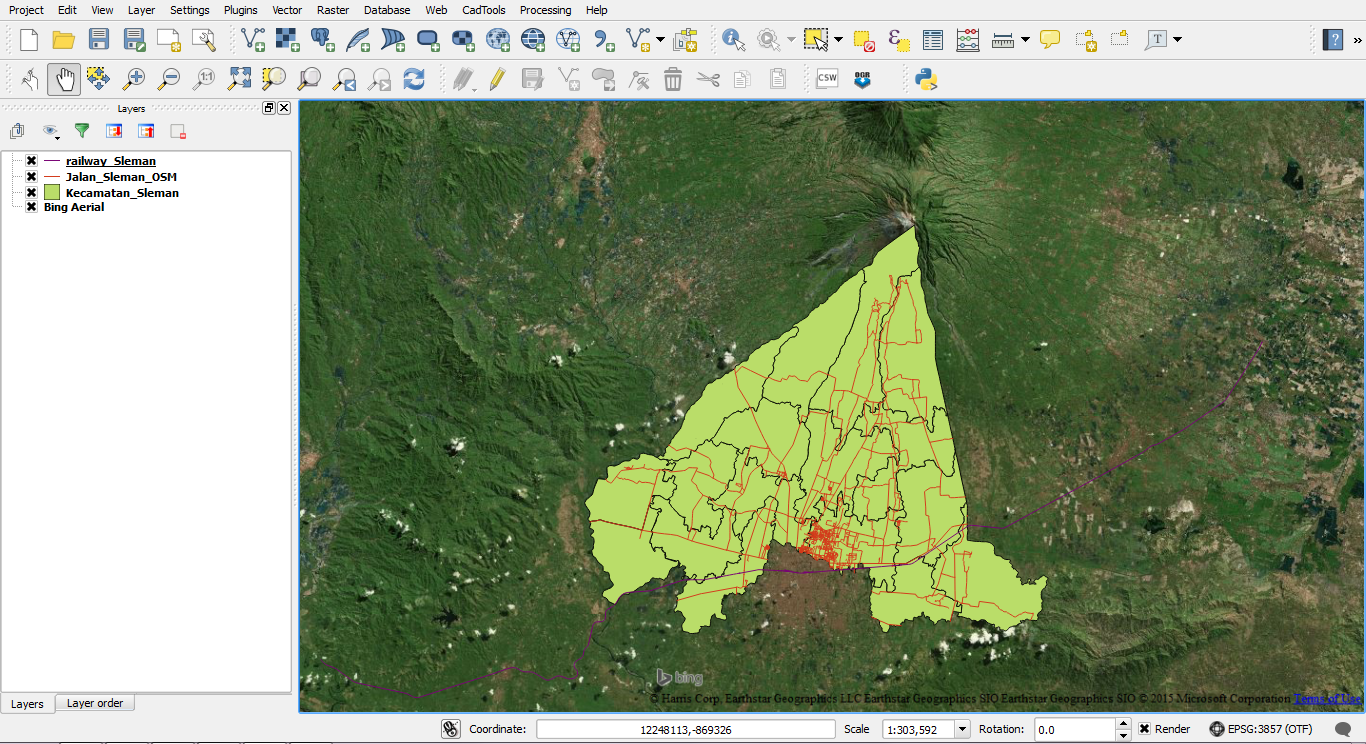 Project Edit View Layer Settings Plugins Vector Raster Database Web CadTools Processing Help
CSW
OGR
Layers
railway_Sleman
Jalan_Sleman_OSM
Kecamatan_Sleman
Bing Aerial
bing
© Harris Corp, Earthstar Geographics LLC Earthstar Geographics SIO Earthstar Geographics SIO © 2015 Microsoft Corporation Terms of Use
Layers Layer order
Coordinate: 12248113,-869326 Scale 1:303,592 Rotation: 0.0 Render EPSG:3857 (OTF)